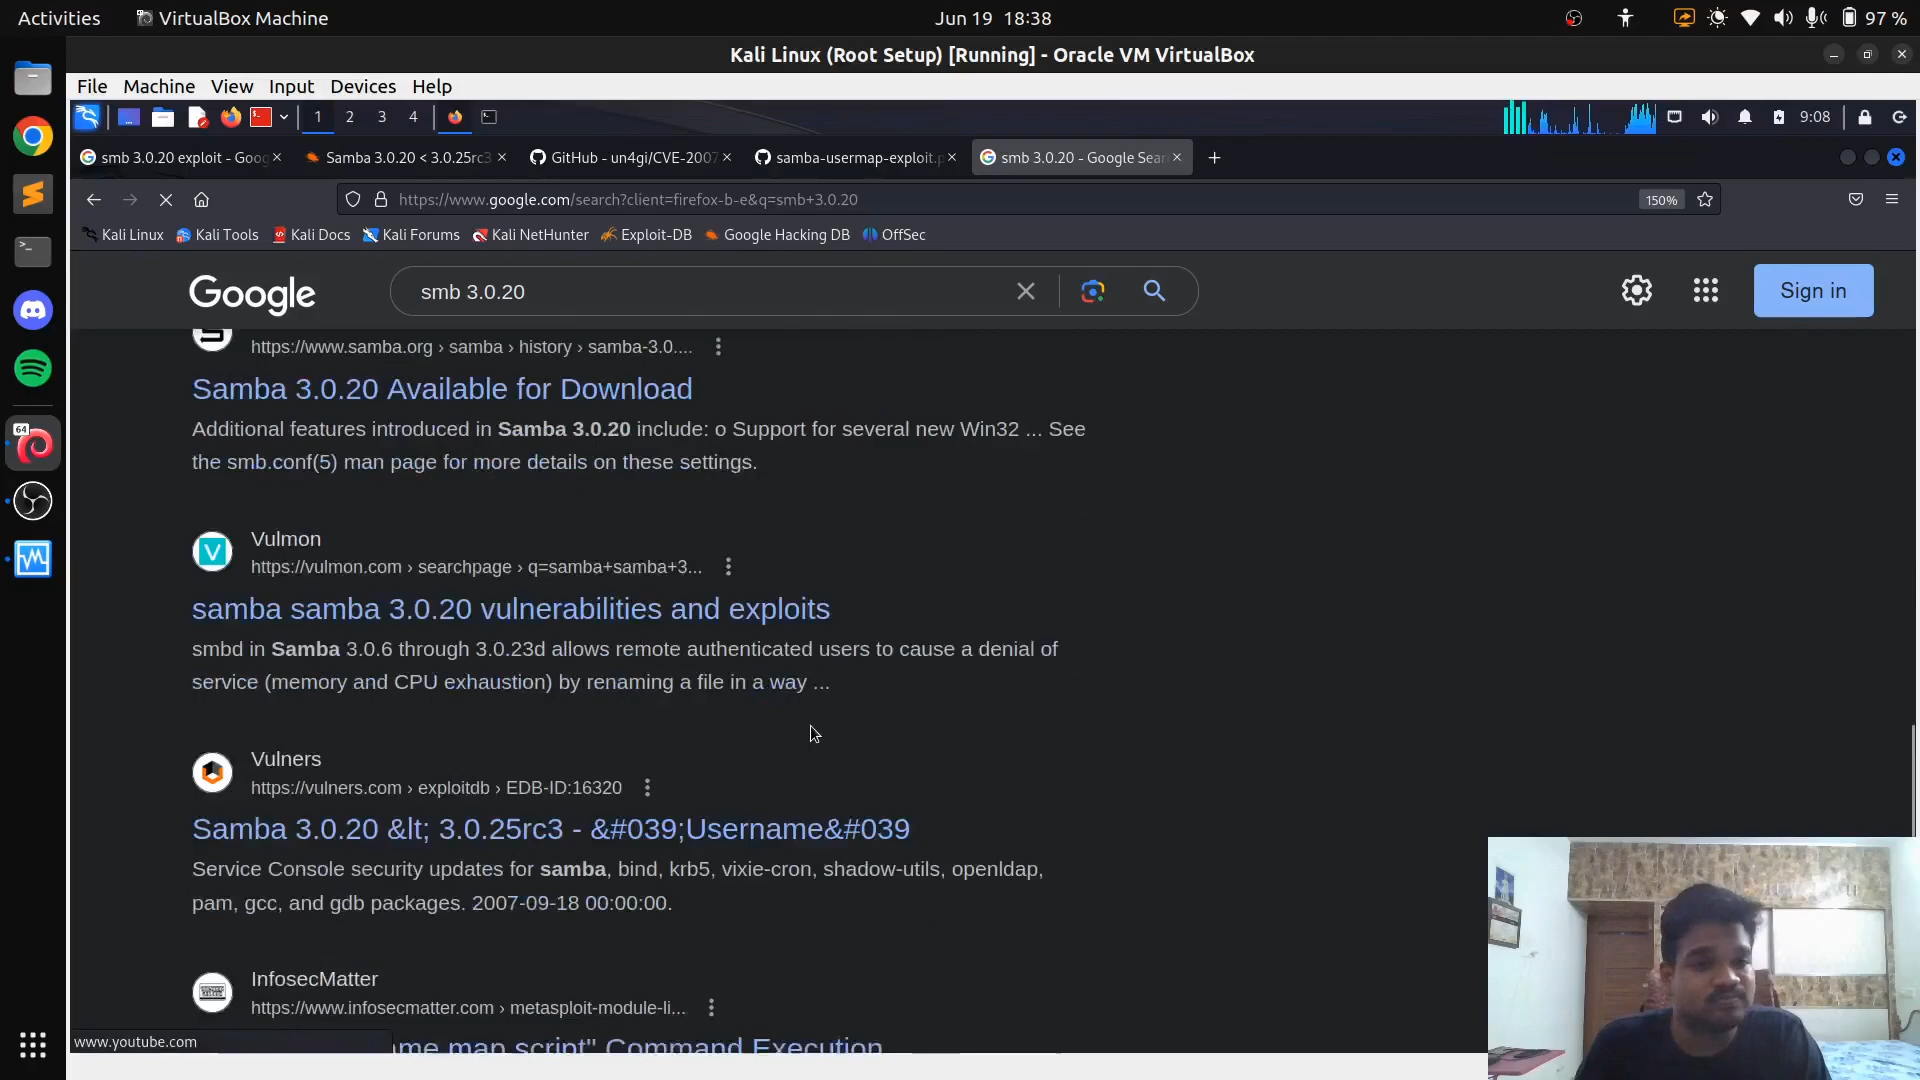 Activities
VirtualBox Machine
Jun 19 18:38
97 %
Kali Linux (Root Setup) [Running] - Oracle VM VirtualBox
File Machine View Input Devices Help
1 2 3 4
9:08
smb 3.0.20 exploit - Goog
Samba 3.0.20 < 3.0.25rc3
GitHub - un4gi/CVE-2007
samba-usermap-exploit.p
smb 3.0.20 - Google Sear
https://www.google.com/search?client=firefox-b-e&q=smb+3.0.20
150%
Kali Linux
Kali Tools
Kali Docs
Kali Forums
Kali NetHunter
Exploit-DB
Google Hacking DB
OffSec
Google
smb 3.0.20
Sign in
https://www.samba.org › samba › history › samba-3.0....
Samba 3.0.20 Available for Download
Additional features introduced in Samba 3.0.20 include: o Support for several new Win32 ... See
the smb.conf(5) man page for more details on these settings.
Vulmon
https://vulmon.com › searchpage › q=samba+samba+3...
samba samba 3.0.20 vulnerabilities and exploits
smbd in Samba 3.0.6 through 3.0.23d allows remote authenticated users to cause a denial of
service (memory and CPU exhaustion) by renaming a file in a way ...
Vulners
https://vulners.com › exploitdb › EDB-ID:16320
Samba 3.0.20 &lt; 3.0.25rc3 - &#039;Username&#039
Service Console security updates for samba, bind, krb5, vixie-cron, shadow-utils, openldap,
pam, gcc, and gdb packages. 2007-09-18 00:00:00.
InfosecMatter
https://www.infosecmatter.com › metasploit-module-li...
me map script" Command Execution
www.youtube.com
64